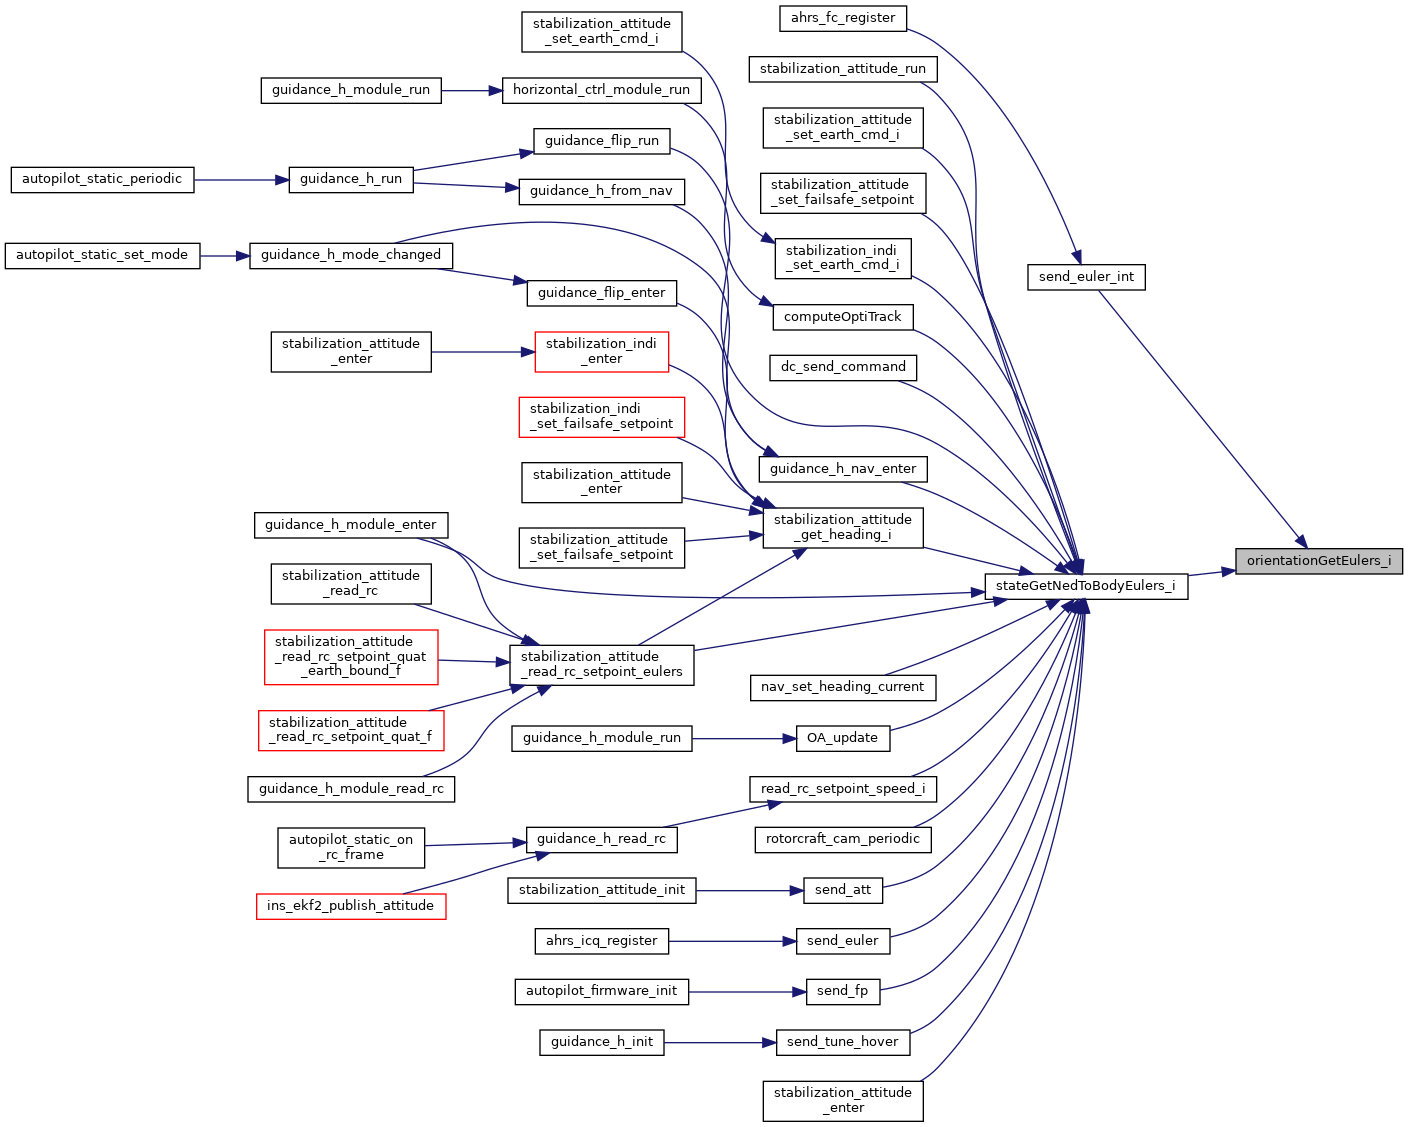 ahrs_fc_register
stabilization_attitude
_set_earth_cmd_i
stabilization_attitude_run
guidance_h_module_run
horizontal_ctrl_module_run
stabilization_attitude
_set_earth_cmd_i
guidance_flip_run
autopilot_static_periodic
guidance_h_run
guidance_h_from_nav
stabilization_attitude
_set_failsafe_setpoint
autopilot_static_set_mode
guidance_h_mode_changed
stabilization_indi
_set_earth_cmd_i
send_euler_int
guidance_flip_enter
computeOptiTrack
stabilization_attitude
_enter
stabilization_indi
_enter
dc_send_command
stabilization_indi
_set_failsafe_setpoint
guidance_h_nav_enter
stabilization_attitude
_enter
guidance_h_module_enter
stabilization_attitude
_get_heading_i
stabilization_attitude
_set_failsafe_setpoint
orientationGetEulers_i
stabilization_attitude
_read_rc
stateGetNedToBodyEulers_i
stabilization_attitude
_read_rc_setpoint_quat
_earth_bound_f
stabilization_attitude
_read_rc_setpoint_eulers
nav_set_heading_current
stabilization_attitude
_read_rc_setpoint_quat_f
guidance_h_module_run
OA_update
guidance_h_module_read_rc
read_rc_setpoint_speed_i
autopilot_static_on
_rc_frame
guidance_h_read_rc
rotorcraft_cam_periodic
ins_ekf2_publish_attitude
stabilization_attitude_init
send_att
ahrs_icq_register
send_euler
autopilot_firmware_init
send_fp
guidance_h_init
send_tune_hover
stabilization_attitude
_enter